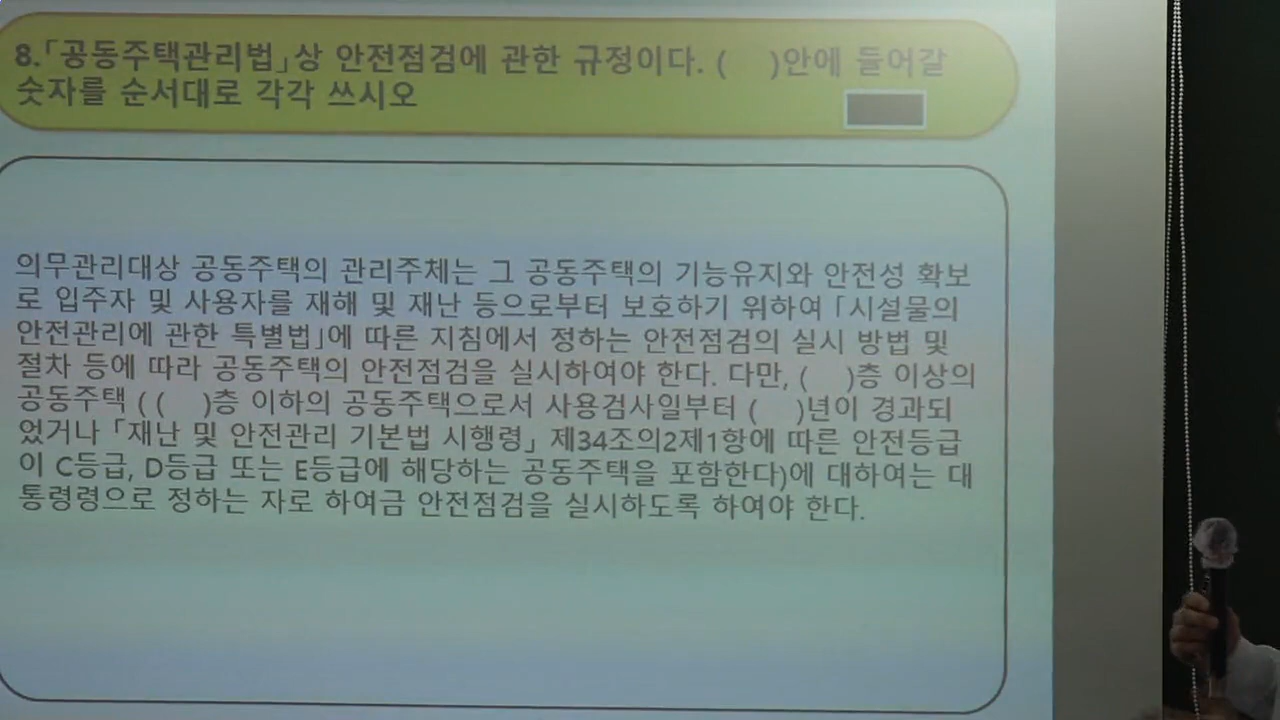 8.「공동주택관리법」상 안전점검에 관한 규정이다. (    )안에 들어갈
숫자를 순서대로 각각 쓰시오
의무관리대상 공동주택의 관리주체는 그 공동주택의 기능유지와 안전성 확보
로 입주자 및 사용자를 재해 및 재난 등으로부터 보호하기 위하여 「시설물의
안전관리에 관한 특별법」에 따른 지침에서 정하는 안전점검의 실시 방법 및
절차 등에 따라 공동주택의 안전점검을 실시하여야 한다. 다만, (    )층 이상의
공동주택 ( (    )층 이하의 공동주택으로서 사용검사일부터 (    )년이 경과되
었거나 「재난 및 안전관리 기본법 시행령」 제34조의2제1항에 따른 안전등급
이 C등급, D등급 또는 E등급에 해당하는 공동주택을 포함한다)에 대하여는 대
통령령으로 정하는 자로 하여금 안전점검을 실시하도록 하여야 한다.